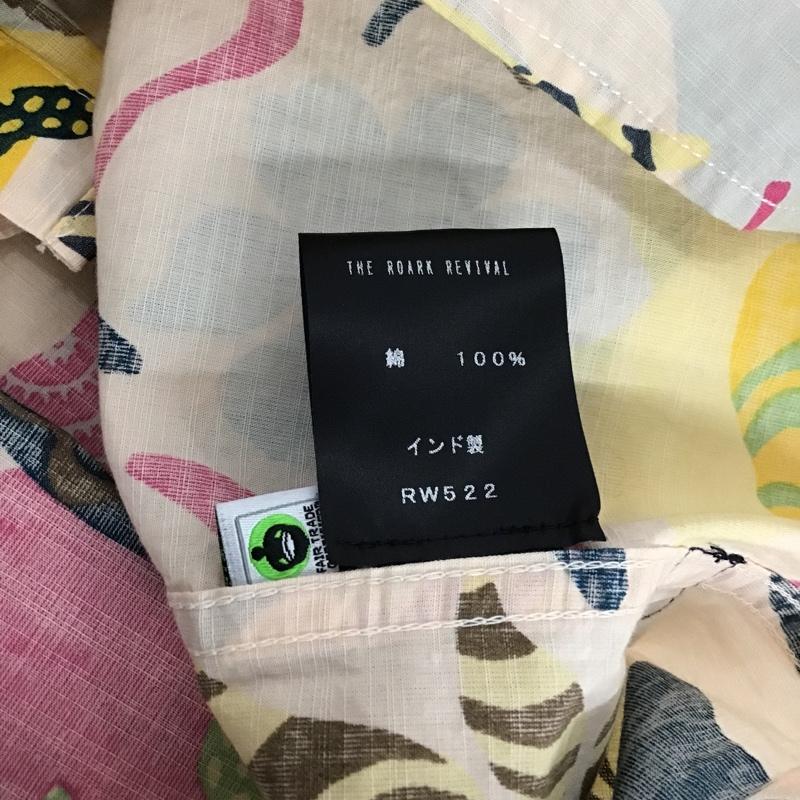 THE ROARK REVIVAL
綿 100%
インド製
RW522
FAIR TRADE